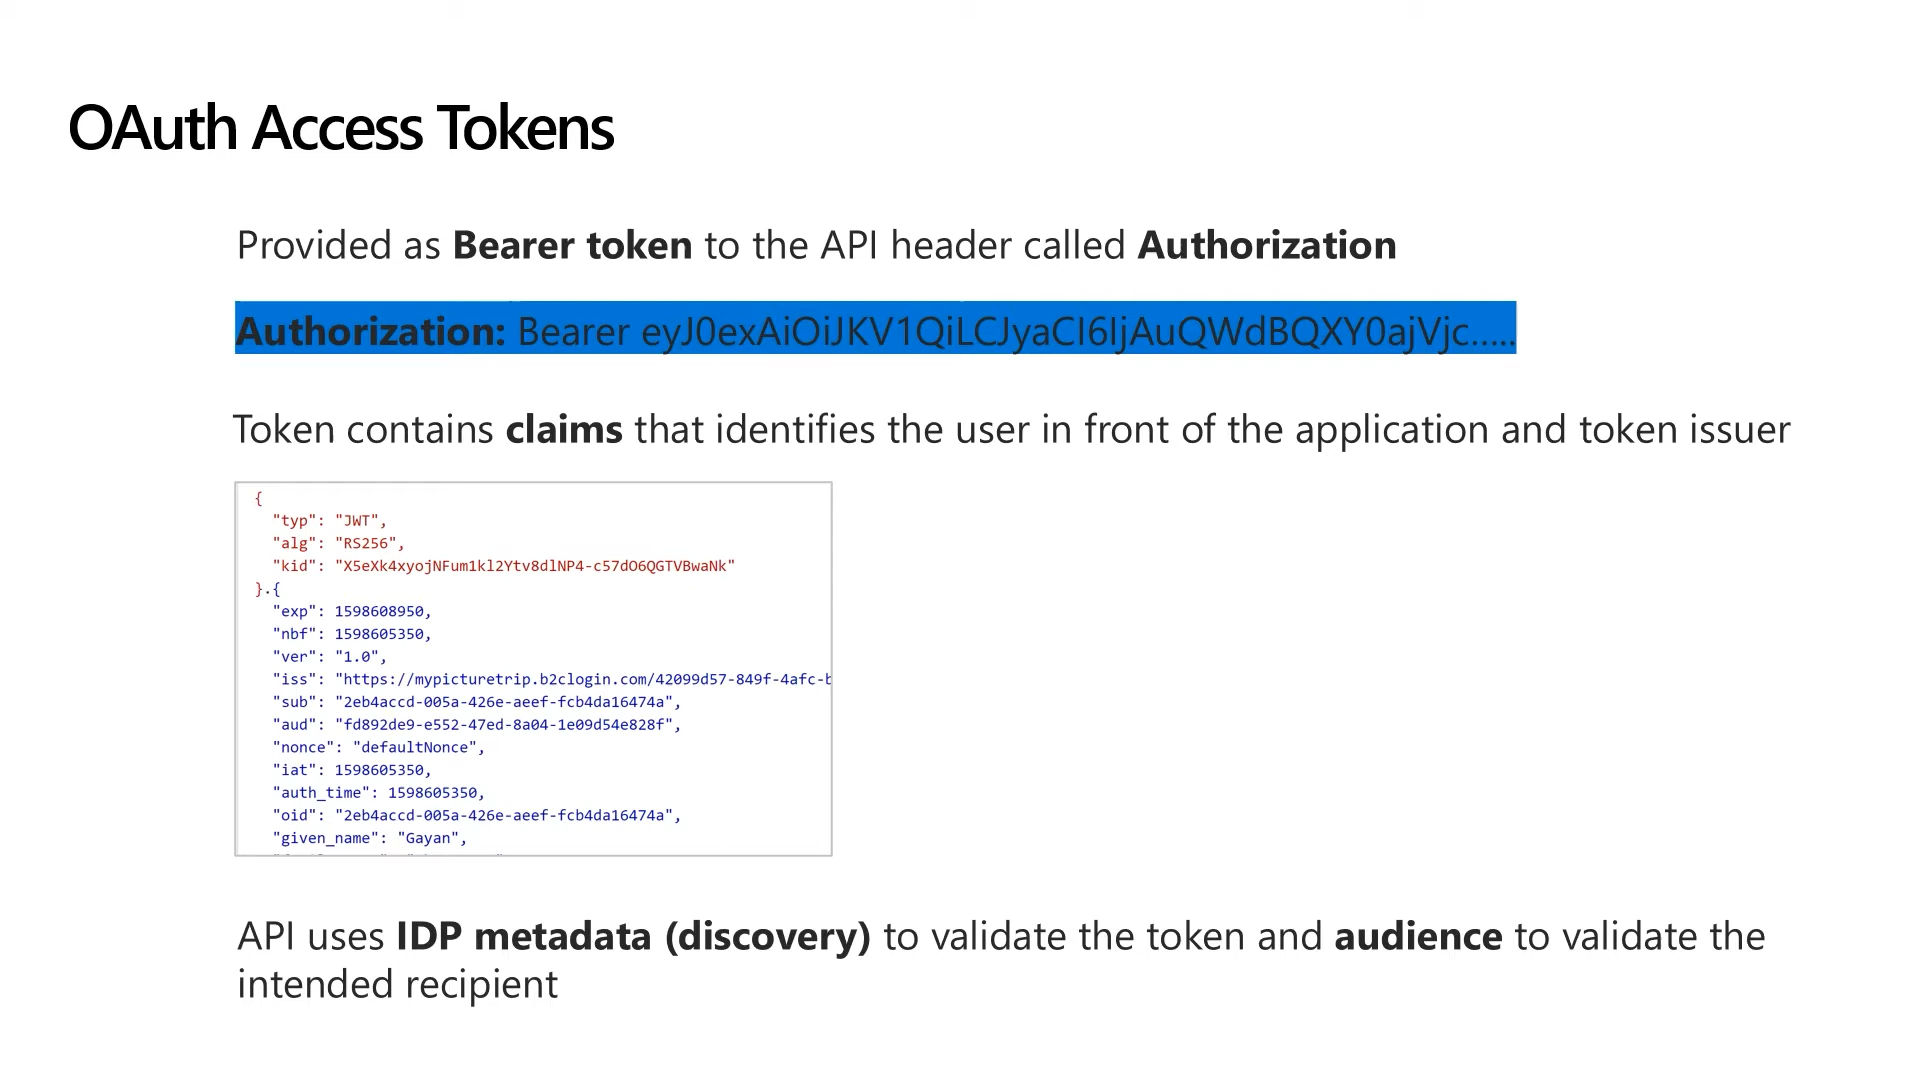 OAuth Access Tokens
Provided as Bearer token to the API header called Authorization
Authorization: Bearer eyJ0exAiOiJKV1QiLCJyaCI6IjAuQWdBQXY0ajVjc.....
Token contains claims that identifies the user in front of the application and token issuer
{
"typ": "JWT",
"alg": "RS256",
"kid": "X5eXk4xyojNFum1kl2Ytv8dlNP4-c57dO6QGTVBwaNk"
}.{
"exp": 1598608950,
"nbf": 1598605350,
"ver": "1.0",
"iss": "https://mypicturetrip.b2clogin.com/42099d57-849f-4afc-b
"sub": "2eb4accd-005a-426e-aeef-fcb4da16474a",
"aud": "fd892de9-e552-47ed-8a04-1e09d54e828f",
"nonce": "defaultNonce",
"iat": 1598605350,
"auth_time": 1598605350,
"oid": "2eb4accd-005a-426e-aeef-fcb4da16474a",
"given_name": "Gayan",
API uses IDP metadata (discovery) to validate the token and audience to validate the
intended recipient